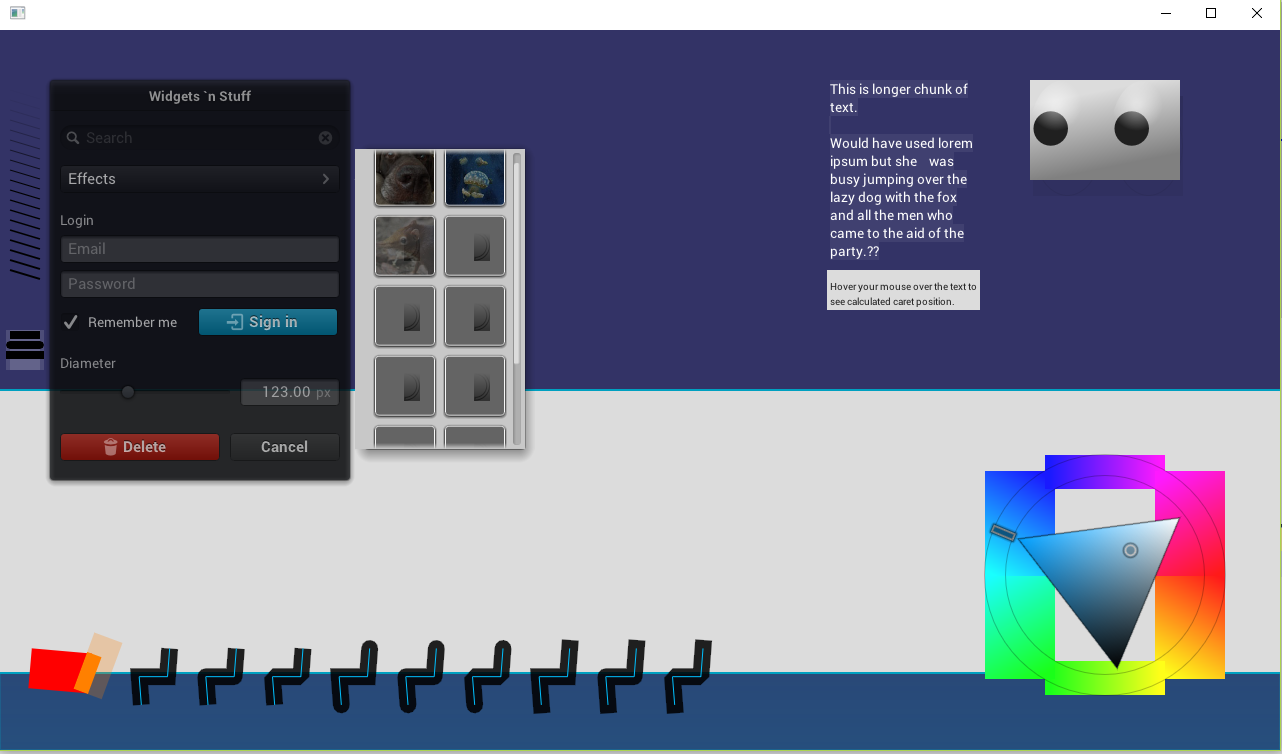 Widgets `n Stuff
Search
Effects
Login
Email
Password
Remember me
Sign in
Diameter
123.00 px
Delete
Cancel
This is longer chunk of
text.
Would have used lorem
ipsum but she was
busy jumping over the
lazy dog with the fox
and all the men who
came to the aid of the
party.??
Hover your mouse over the text to
see calculated caret position.